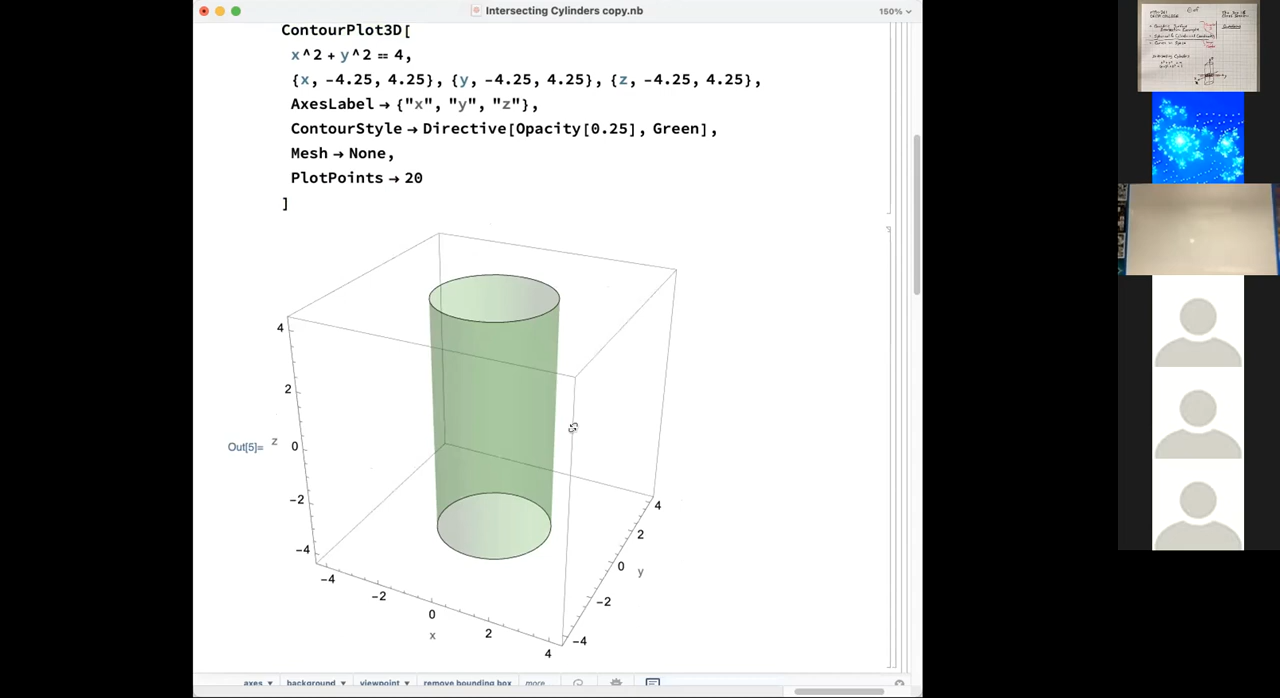 Intersecting Cylinders copy.nb
150%
ContourPlot3D[
x^2 + y^2 == 4,
{x, -4.25, 4.25}, {y, -4.25, 4.25}, {z, -4.25, 4.25},
AxesLabel → {"x", "y", "z"},
ContourStyle → Directive[Opacity[0.25], Green],
Mesh → None,
PlotPoints → 20
]
4
2
Out[5]= z 0
-2
-4
4
2
0
y
-2
-4
-4
-2
0
2
4
x
axes background viewpoint remove bounding box more